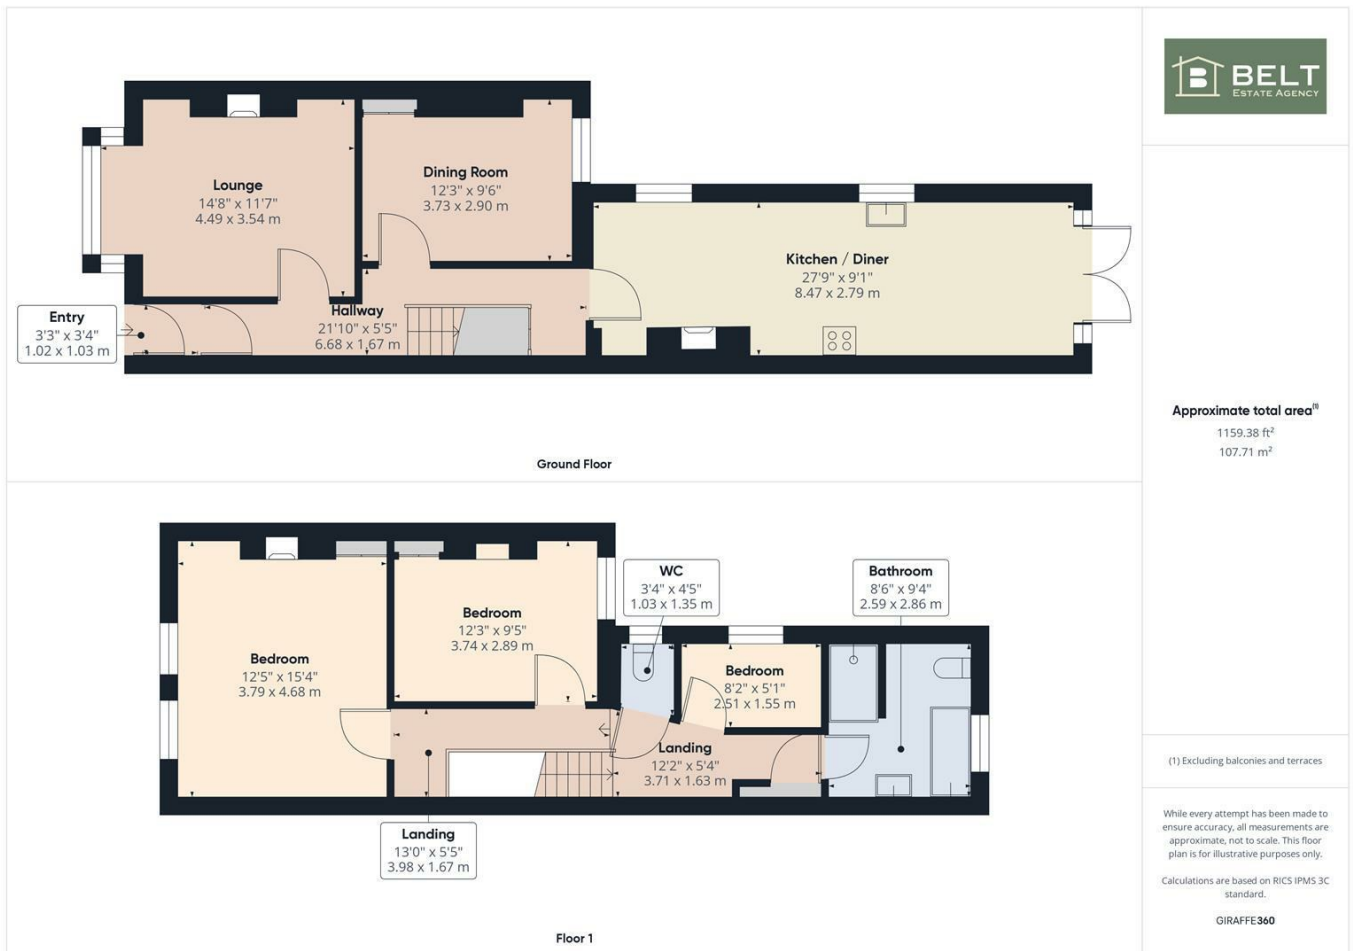 BELT
ESTATE AGENCY
Lounge
14'8" x 11'7"
4.49 x 3.54 m
Dining Room
12'3" x 9'6"
3.73 x 2.90 m
Kitchen / Diner
27'9" x 9'1"
8.47 x 2.79 m
Entry
3'3" x 3'4"
1.02 x 1.03 m
Hallway
21'10" x 5'5"
6.68 x 1.67 m
Ground Floor
Approximate total area(1)
1159.38 ft²
107.71 m²
Bedroom
12'5" x 15'4"
3.79 x 4.68 m
Bedroom
12'3" x 9'5"
3.74 x 2.89 m
WC
3'4" x 4'5"
1.03 x 1.35 m
Bedroom
8'2" x 5'1"
2.51 x 1.55 m
Bathroom
8'6" x 9'4"
2.59 x 2.86 m
Landing
12'2" x 5'4"
3.71 x 1.63 m
Landing
13'0" x 5'5"
3.98 x 1.67 m
Floor 1
(1) Excluding balconies and terraces
While every attempt has been made to
ensure accuracy, all measurements are
approximate, not to scale. This floor
plan is for illustrative purposes only.
Calculations are based on RICS IPMS 3C
standard.
GIRAFFE360